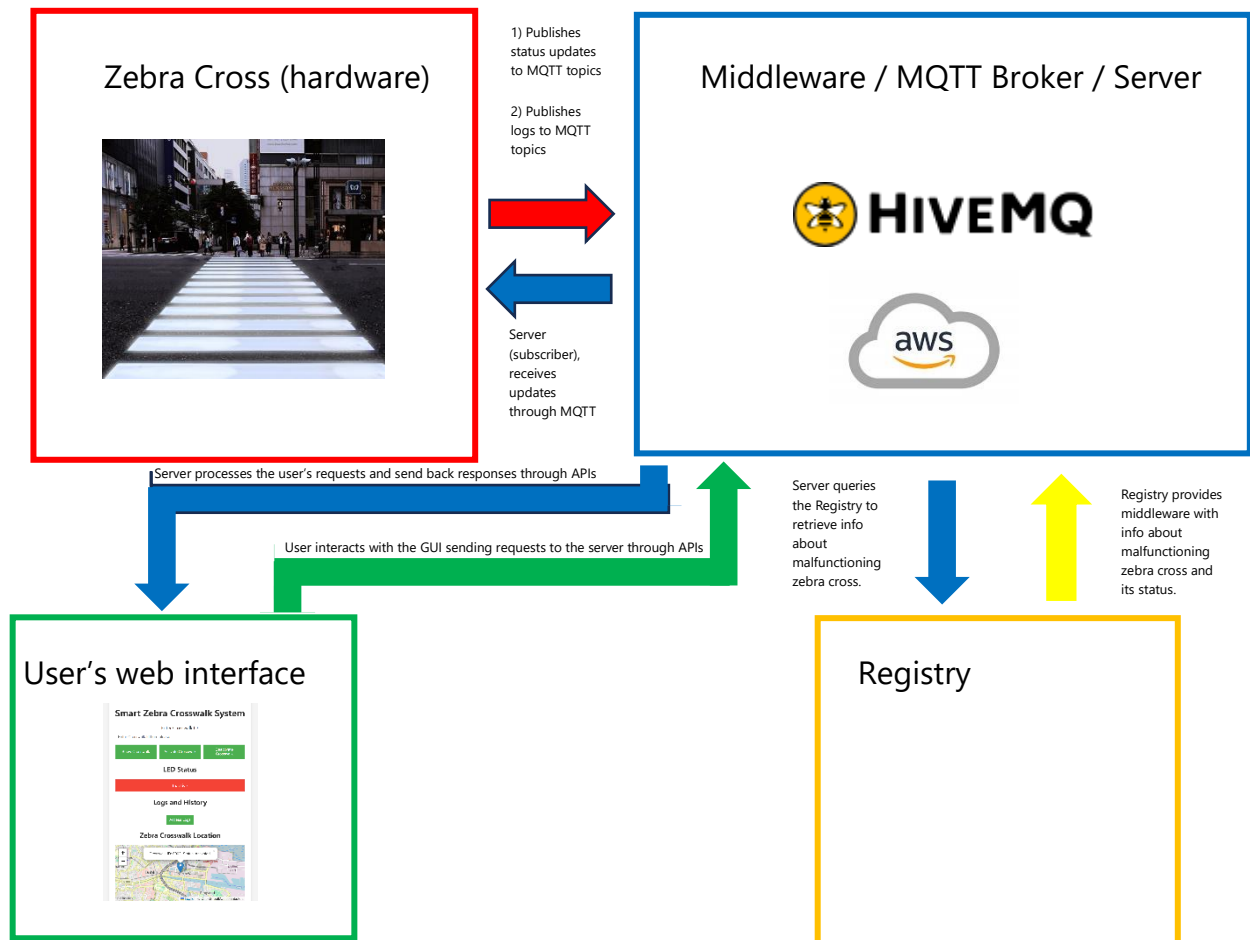 Zebra Cross (hardware)
1) Publishes
status updates
to MQTT topics
2) Publishes
logs to MQTT
topics
Server
(subscriber),
receives
updates
through MQTT
Middleware / MQTT Broker / Server
HIVEMQ
aws
Server processes the user's requests and send back responses through APIs
User interacts with the GUI sending requests to the server through APIs
Server queries
the Registry to
retrieve info
about
malfunctioning
zebra cross.
Registry provides
middleware with
info about
malfunctioning
zebra cross and
its status.
User's web interface
Smart Zebra Crosswalk System
LED Status
Logs and History
Zebra Crosswalk Location
Registry